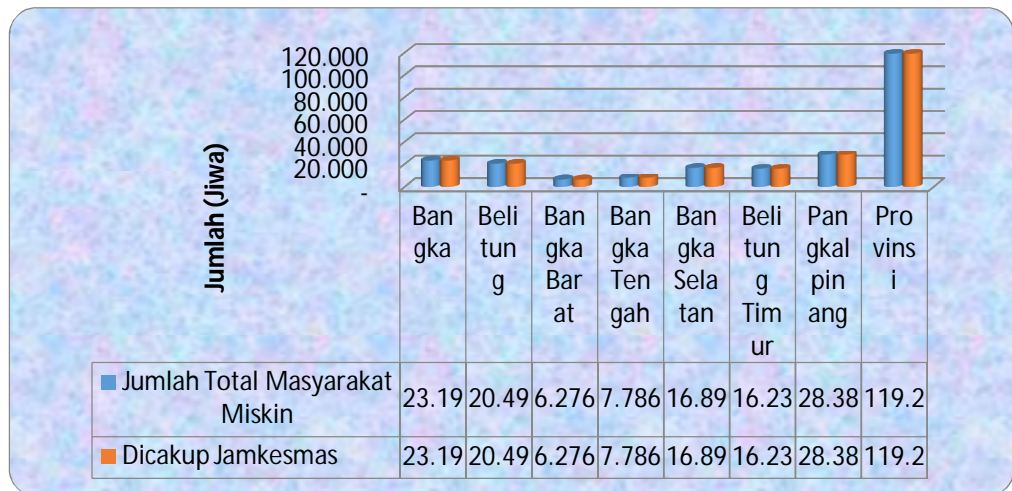 120.000
100.000
80.000
60.000
40.000
20.000
-
Jumlah (Jiwa)
Ban Beli Ban Ban Ban Beli Pan Pro
gka tun gka gka gka tun gkal vins
g Bar Ten Sela g pin i
at gah tan Tim ang
ur
Jumlah Total Masyarakat
Miskin 23.19 20.49 6.276 7.786 16.89 16.23 28.38 119.2
Dicakup Jamkesmas 23.19 20.49 6.276 7.786 16.89 16.23 28.38 119.2